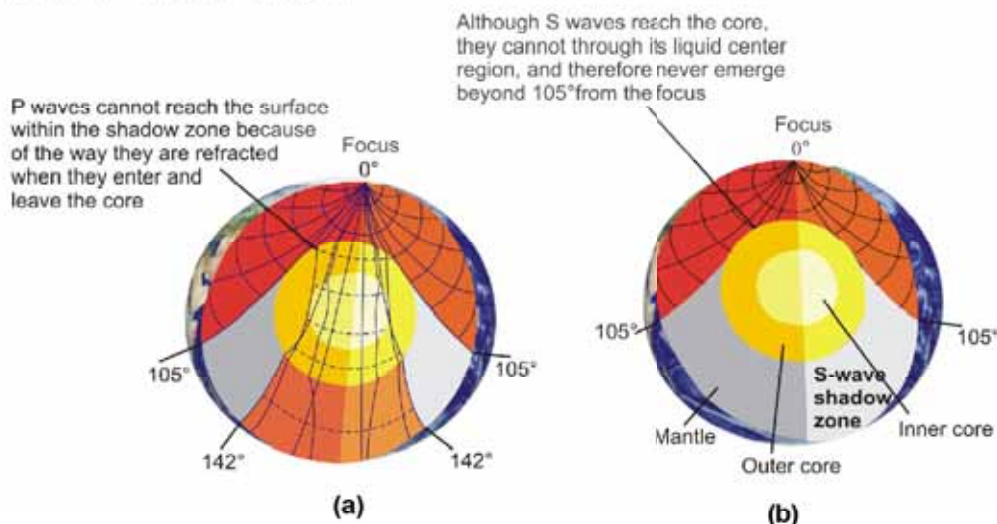 Although S waves reach the core,
they cannot through its liquid center
region, and therefore never emerge
beyond 105°from the focus
P waves cannot reach the surface
within the shadow zone because
of the way they are refracted
when they enter and
leave the core
Focus
0°
105°
105°
142°
142°
(a)
Focus
0°
105°
105°
S-wave
shadow
zone
Mantle
Inner core
Outer core
(b)